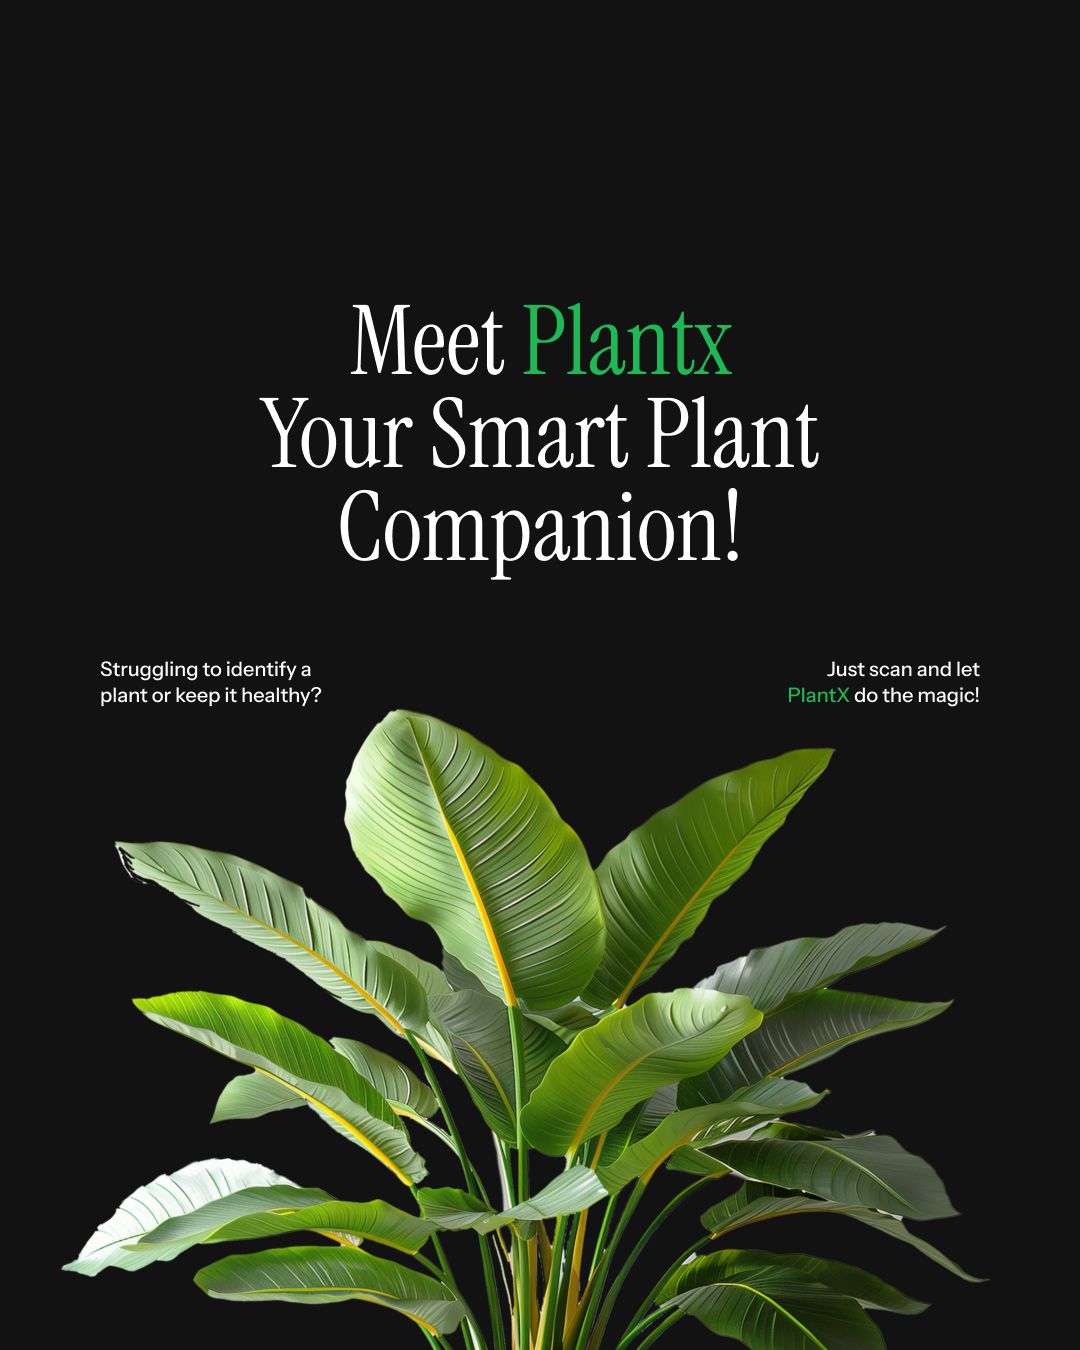 Meet Plantx
Your Smart Plant
Companion!
Struggling to identify a
plant or keep it healthy?
Just scan and let
PlantX do the magic!